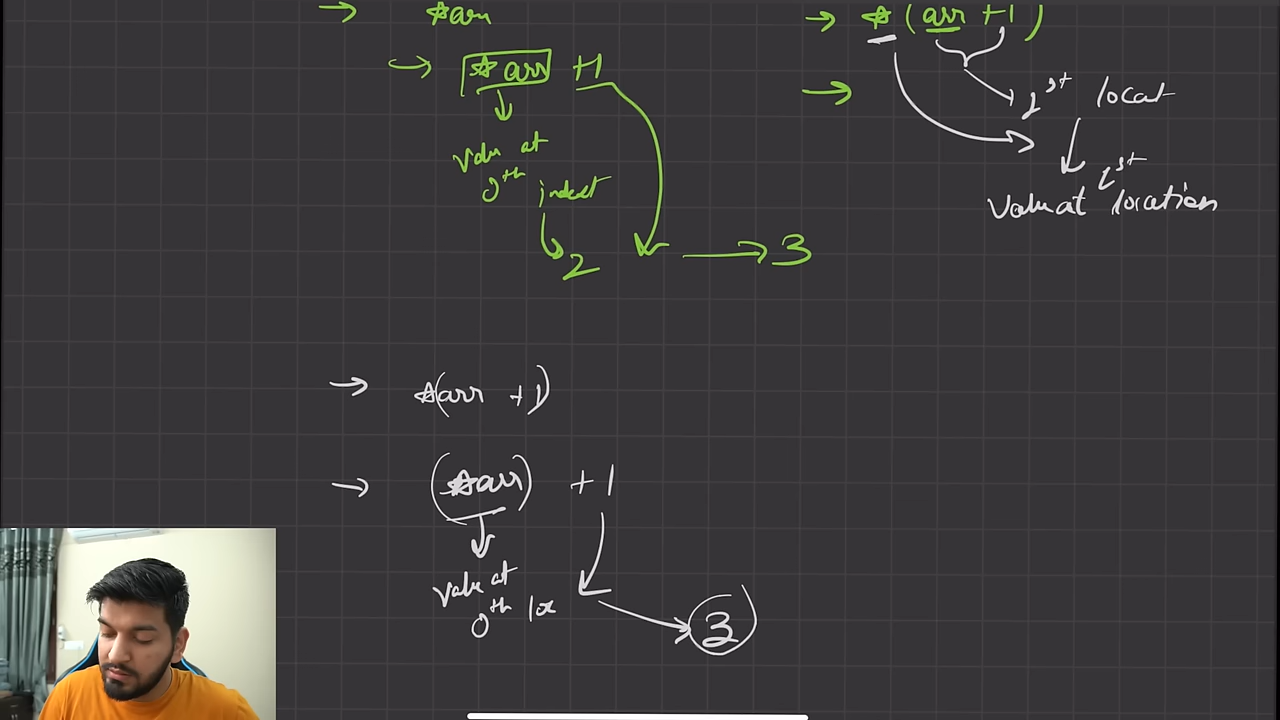 → *arr
→ *arr +1
value at
0th index
2 → 3
→ *(arr +1)
→
1st locat
value at 1st location
→ *(arr +1)
→ (*arr) +1
value at
0th loc
3